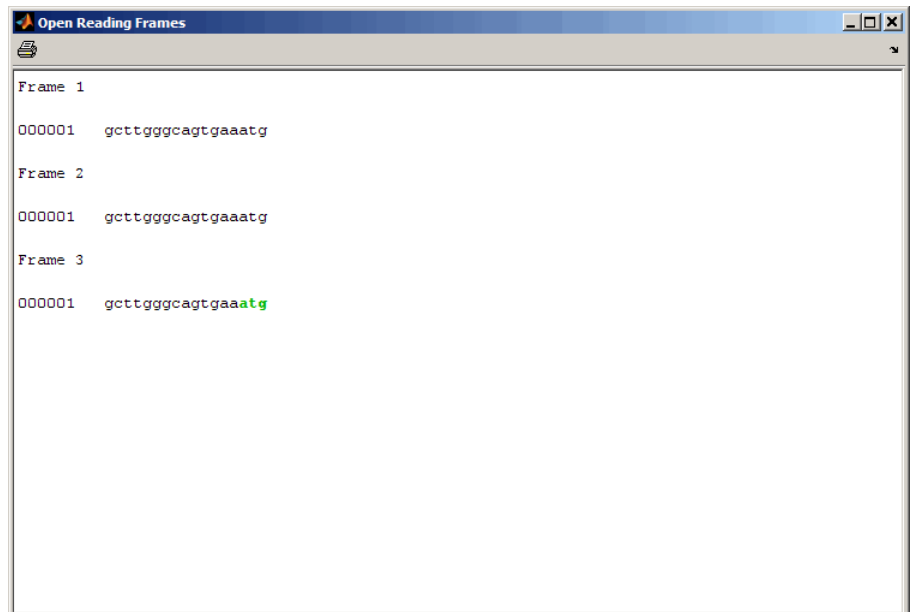 Open Reading Frames
Frame 1
000001   gcttgggcagtgaaatg
Frame 2
000001   gcttgggcagtgaaatg
Frame 3
000001   gcttgggcagtgaaatg